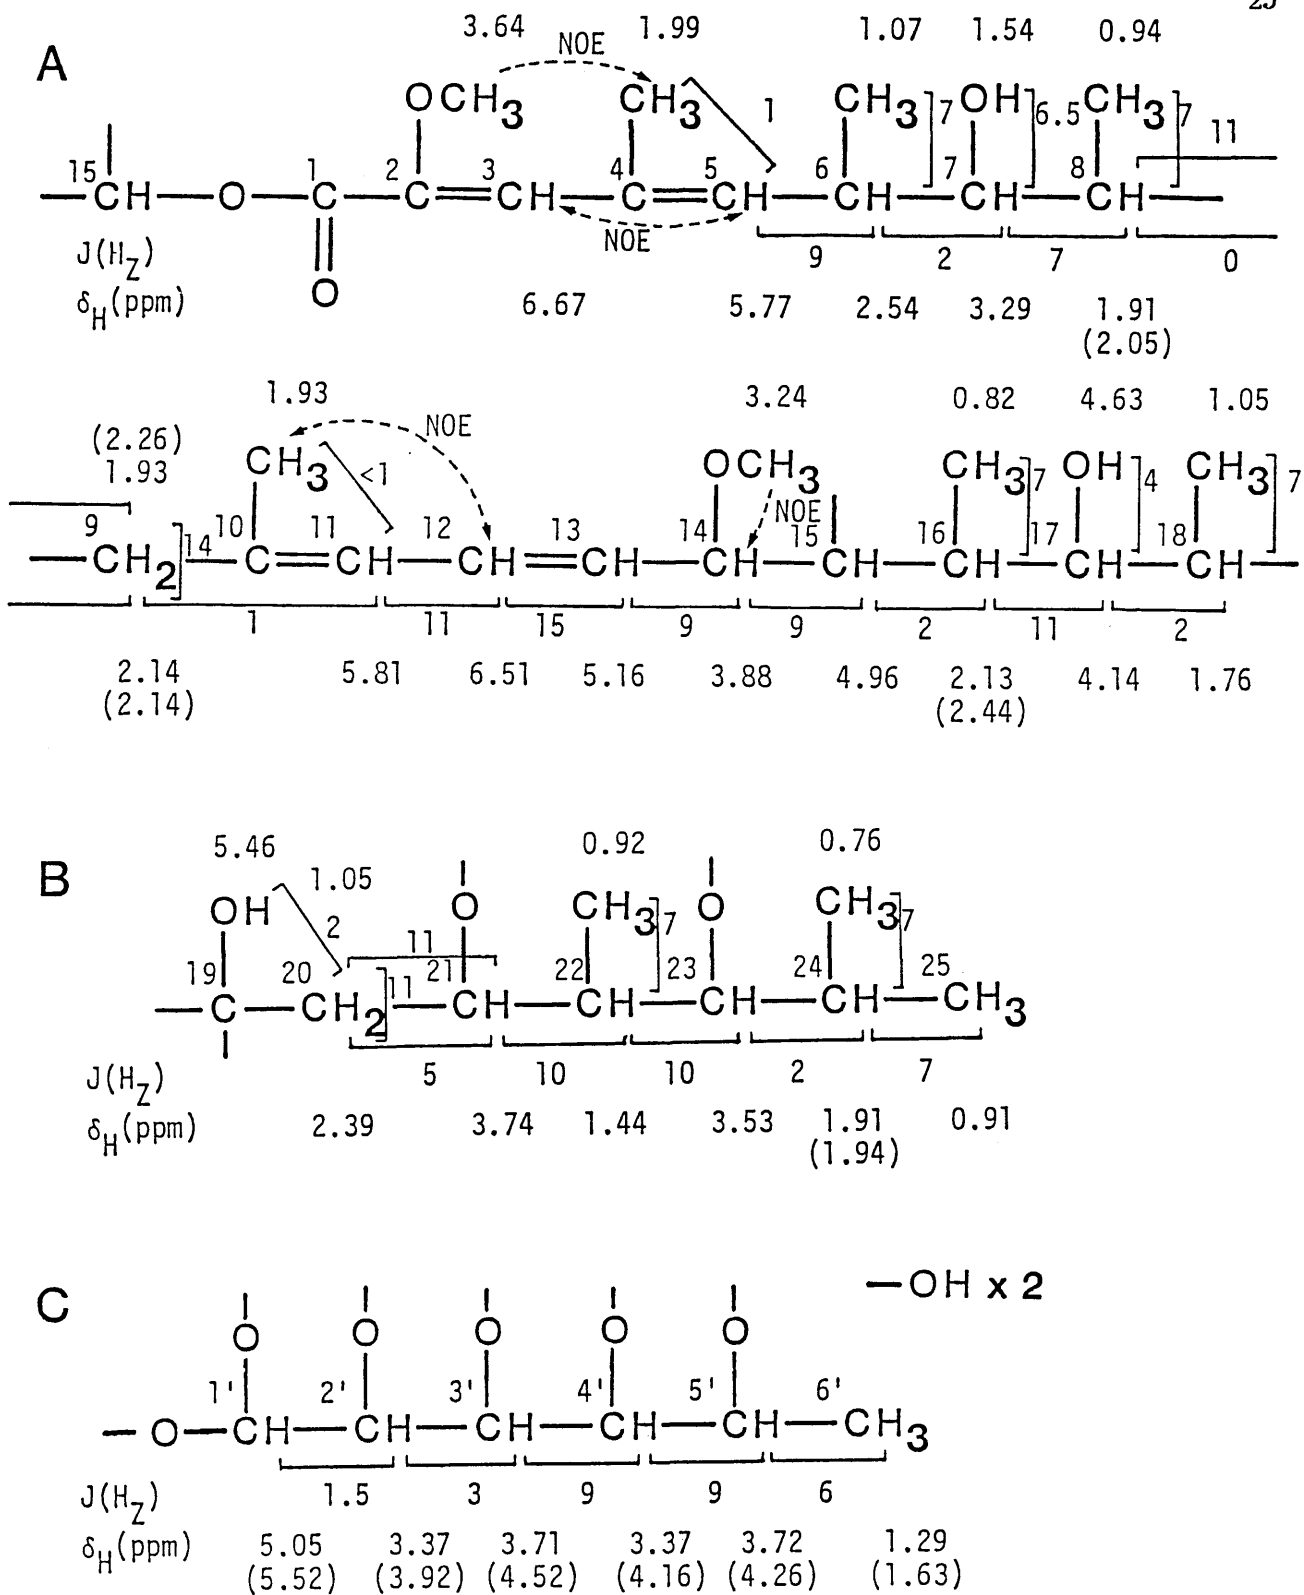 A
3.64 1.99 1.07 1.54 0.94
NOE
OCH3 CH3 1 CH3 7 OH 6.5 CH3 7 11
15 1 2 3 4 5 6 7 8
CH O C C CH C CH CH CH CH
NOE
J(HZ) 9 2 7 0
O
δH(ppm) 6.67 5.77 2.54 3.29 1.91
(2.05)
1.93 3.24 0.82 4.63 1.05
(2.26) NOE
1.93 CH3 <1 OCH3 CH3 7 OH 4 CH3 7
NOE
9 14 10 11 12 13 14 15 16 17 18
CH2 C CH CH CH CH CH CH CH CH
1 11 15 9 9 2 11 2
2.14 5.81 6.51 5.16 3.88 4.96 2.13 4.14 1.76
(2.14) (2.44)
B
5.46 1.05 0.92 0.76
OH 2 O CH3 7 O CH3 7
11
19 20 11 21 22 23 24 25
C CH2 CH CH CH CH CH3
J(HZ) 5 10 10 2 7
δH(ppm) 2.39 3.74 1.44 3.53 1.91 0.91
(1.94)
C
—OH x 2
O O O O O
1' 2' 3' 4' 5' 6'
O CH CH CH CH CH CH3
J(HZ) 1.5 3 9 9 6
δH(ppm) 5.05 3.37 3.71 3.37 3.72 1.29
(5.52) (3.92) (4.52) (4.16) (4.26) (1.63)